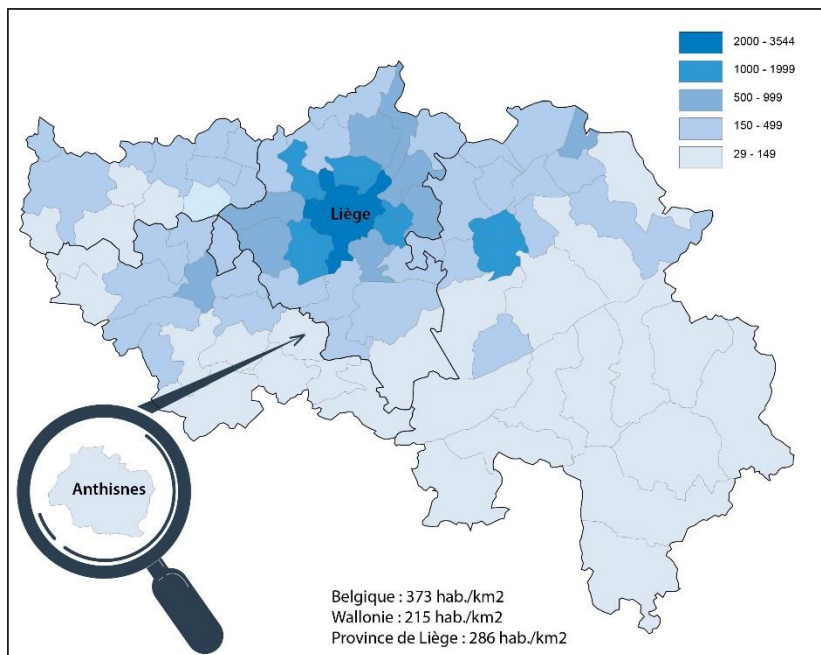 2000 - 3544
1000 - 1999
500 - 999
150 - 499
29 - 149
Liège
Anthisnes
Belgique : 373 hab./km2
Wallonie : 215 hab./km2
Province de Liège : 286 hab./km2